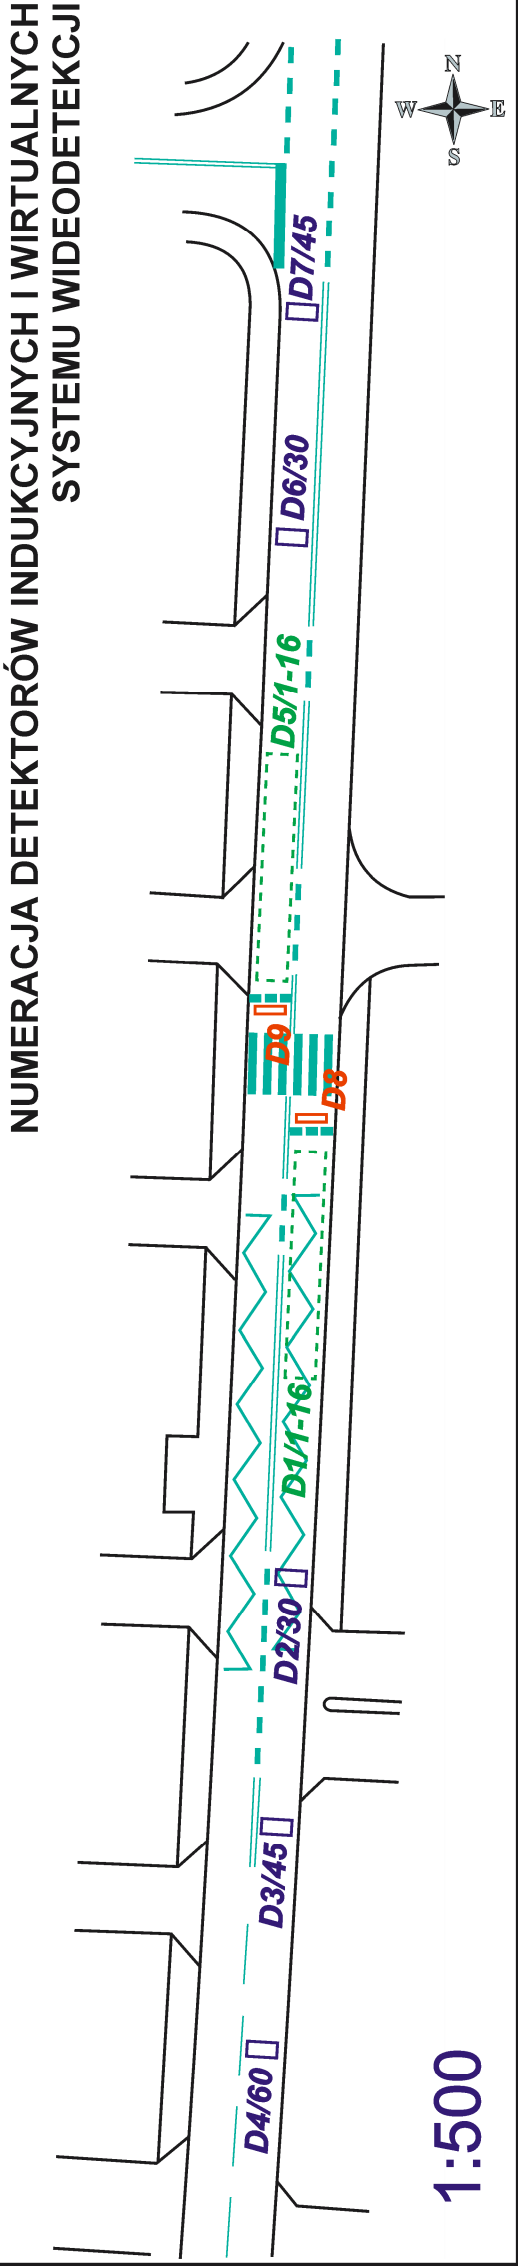 NUMERACJA DETEKTORÓW INDUKCYJNYCH I WIRTUALNYCH
SYSTEMU WIDEODETEKCJI
N
W
E
S
D7/45
D6/30
D5/1-16
D9
D8
D1/1-16
D2/30
D3/45
D4/60
1:500